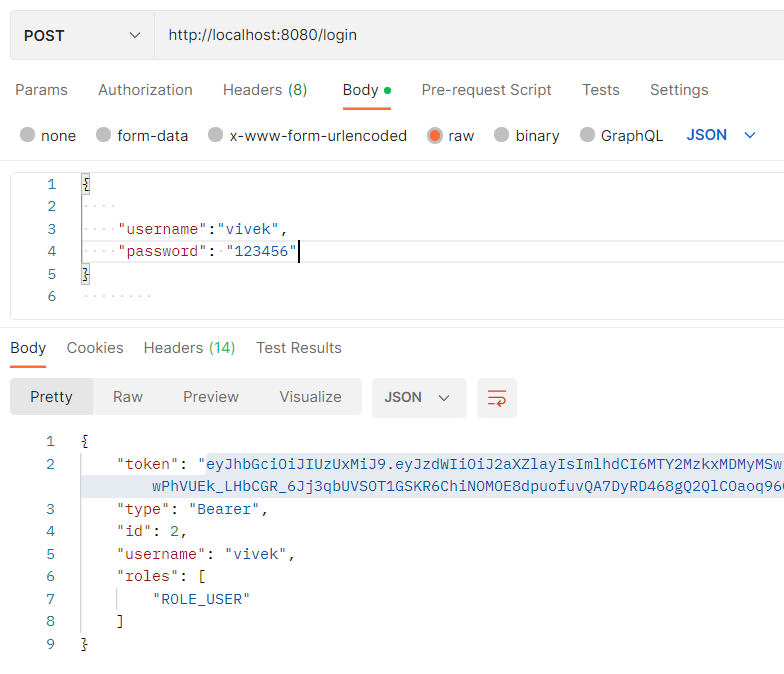 POST http://localhost:8080/login
Params Authorization Headers (8) Body Pre-request Script Tests Settings
none form-data x-www-form-urlencoded raw binary GraphQL JSON
1 {
2
3 "username":"vivek",
4 "password": "123456"
5 }
6
Body Cookies Headers (14) Test Results
Pretty Raw Preview Visualize JSON
1 {
2 "token": "eyJhbGciOiJIUzUxMiJ9.eyJzdWIiOiJ2aXZlayIsImlhdCI6MTY2MzkxMDMyMSw
wPhVUEk_LHbCGR_6Jj3qbUVSOT1GSKR6ChiNOMOE8dpuofuvQA7DyRD468gQ2QlCOaoq960
3 "type": "Bearer",
4 "id": 2,
5 "username": "vivek",
6 "roles": [
7 "ROLE_USER"
8 ]
9 }